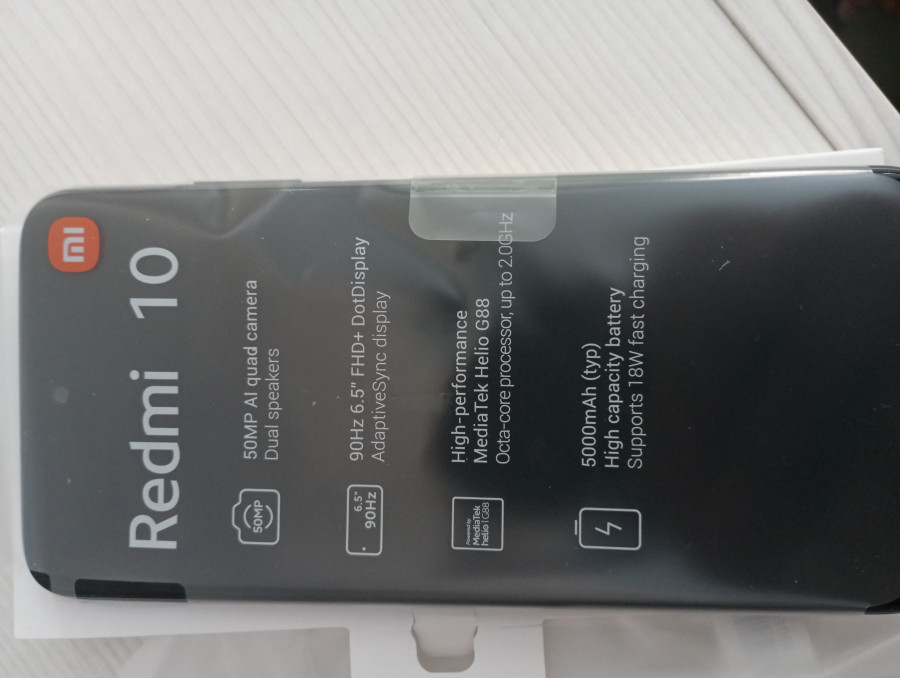 mi
Redmi 10
50MP
50MP AI quad camera
Dual speakers
6.5"
90Hz
90Hz 6.5" FHD+ DotDisplay
AdaptiveSync display
Powered by
MediaTek
helio | G88
High-performance
MediaTek Helio G88
Octa-core processor, up to 2.0GHz
5000mAh (typ)
High capacity battery
Supports 18W fast charging